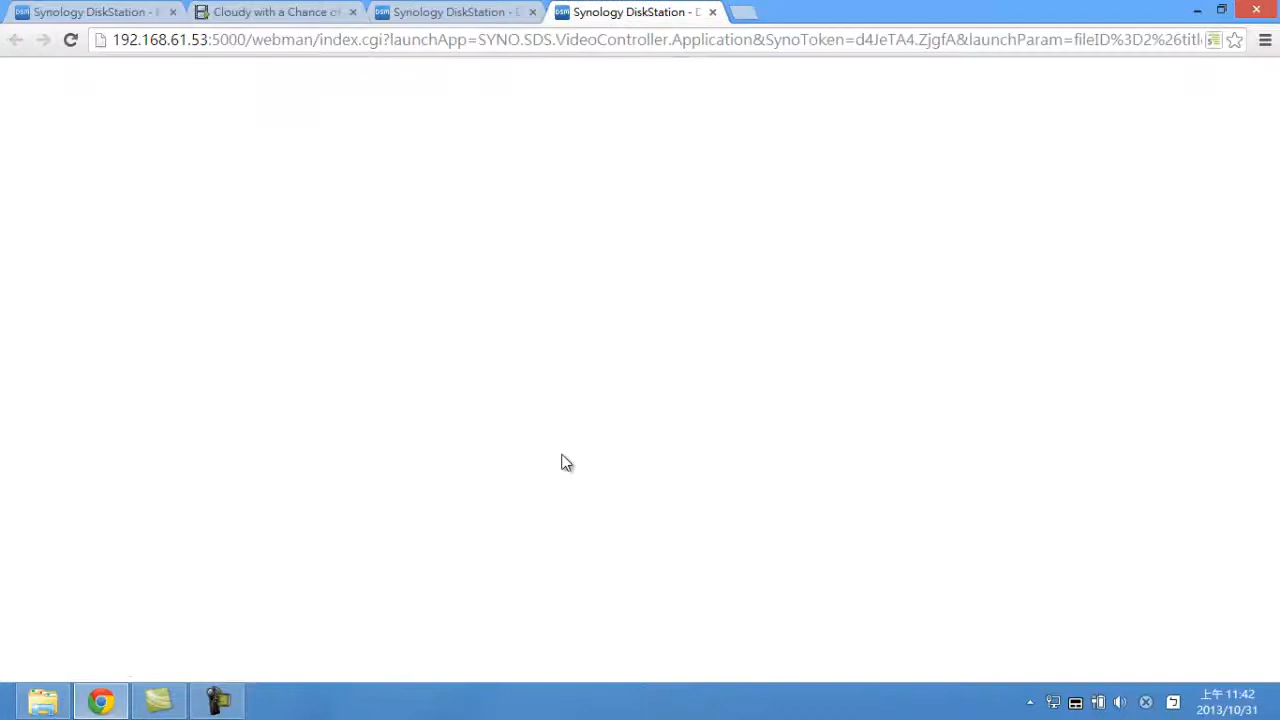 Synology DiskStation -
Cloudy with a Chance of
Synology DiskStation - D
Synology DiskStation - D
192.168.61.53:5000/webman/index.cgi?launchApp=SYNO.SDS.VideoController.Application&SynoToken=d4JeTA4.ZjgfA&launchParam=fileID%3D2%26titl
上午 11:42
2013/10/31